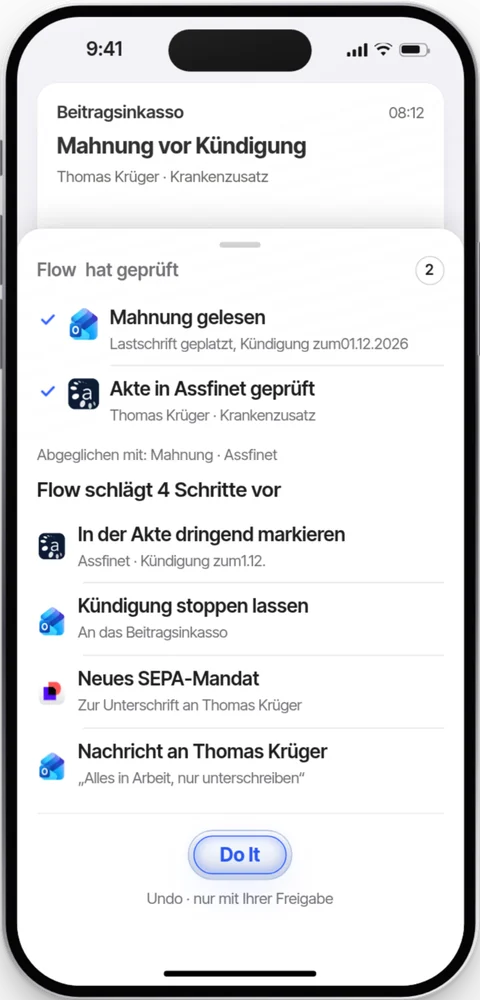 9:41
Beitragsinkasso 08:12
Mahnung vor Kündigung
Thomas Krüger · Krankenzusatz
Flow hat geprüft 2
Mahnung gelesen
Lastschrift geplatzt, Kündigung zum01.12.2026
Akte in Assfinet geprüft
Thomas Krüger · Krankenzusatz
Abgeglichen mit: Mahnung · Assfinet
Flow schlägt 4 Schritte vor
In der Akte dringend markieren
Assfinet · Kündigung zum1.12.
Kündigung stoppen lassen
An das Beitragsinkasso
Neues SEPA-Mandat
Zur Unterschrift an Thomas Krüger
Nachricht an Thomas Krüger
„Alles in Arbeit, nur unterschreiben“
Do It
Undo · nur mit Ihrer Freigabe